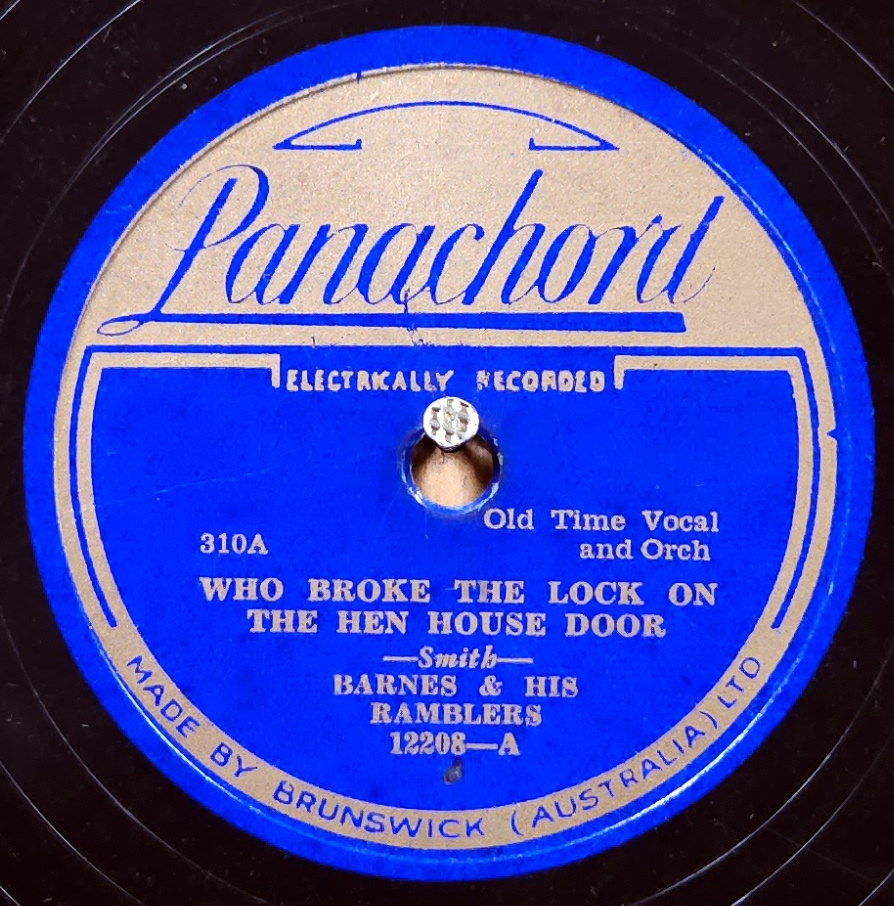 Panachord
ELECTRICALLY RECORDED
Old Time Vocal
and Orch
310A
WHO BROKE THE LOCK ON
THE HEN HOUSE DOOR
—Smith—
BARNES & HIS
RAMBLERS
12208—A
MADE BY BRUNSWICK (AUSTRALIA) LTD